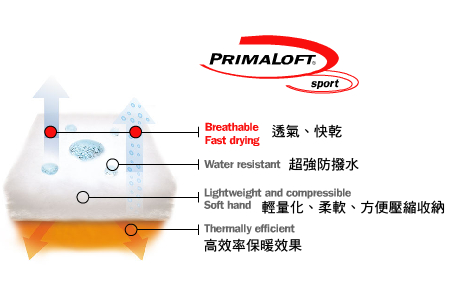 PRIMALOFT®
sport
Breathable
Fast drying 透氣、快乾
Water resistant 超強防撥水
Lightweight and compressible
Soft hand 輕量化、柔軟、方便壓縮收納
Thermally efficient
高效率保暖效果